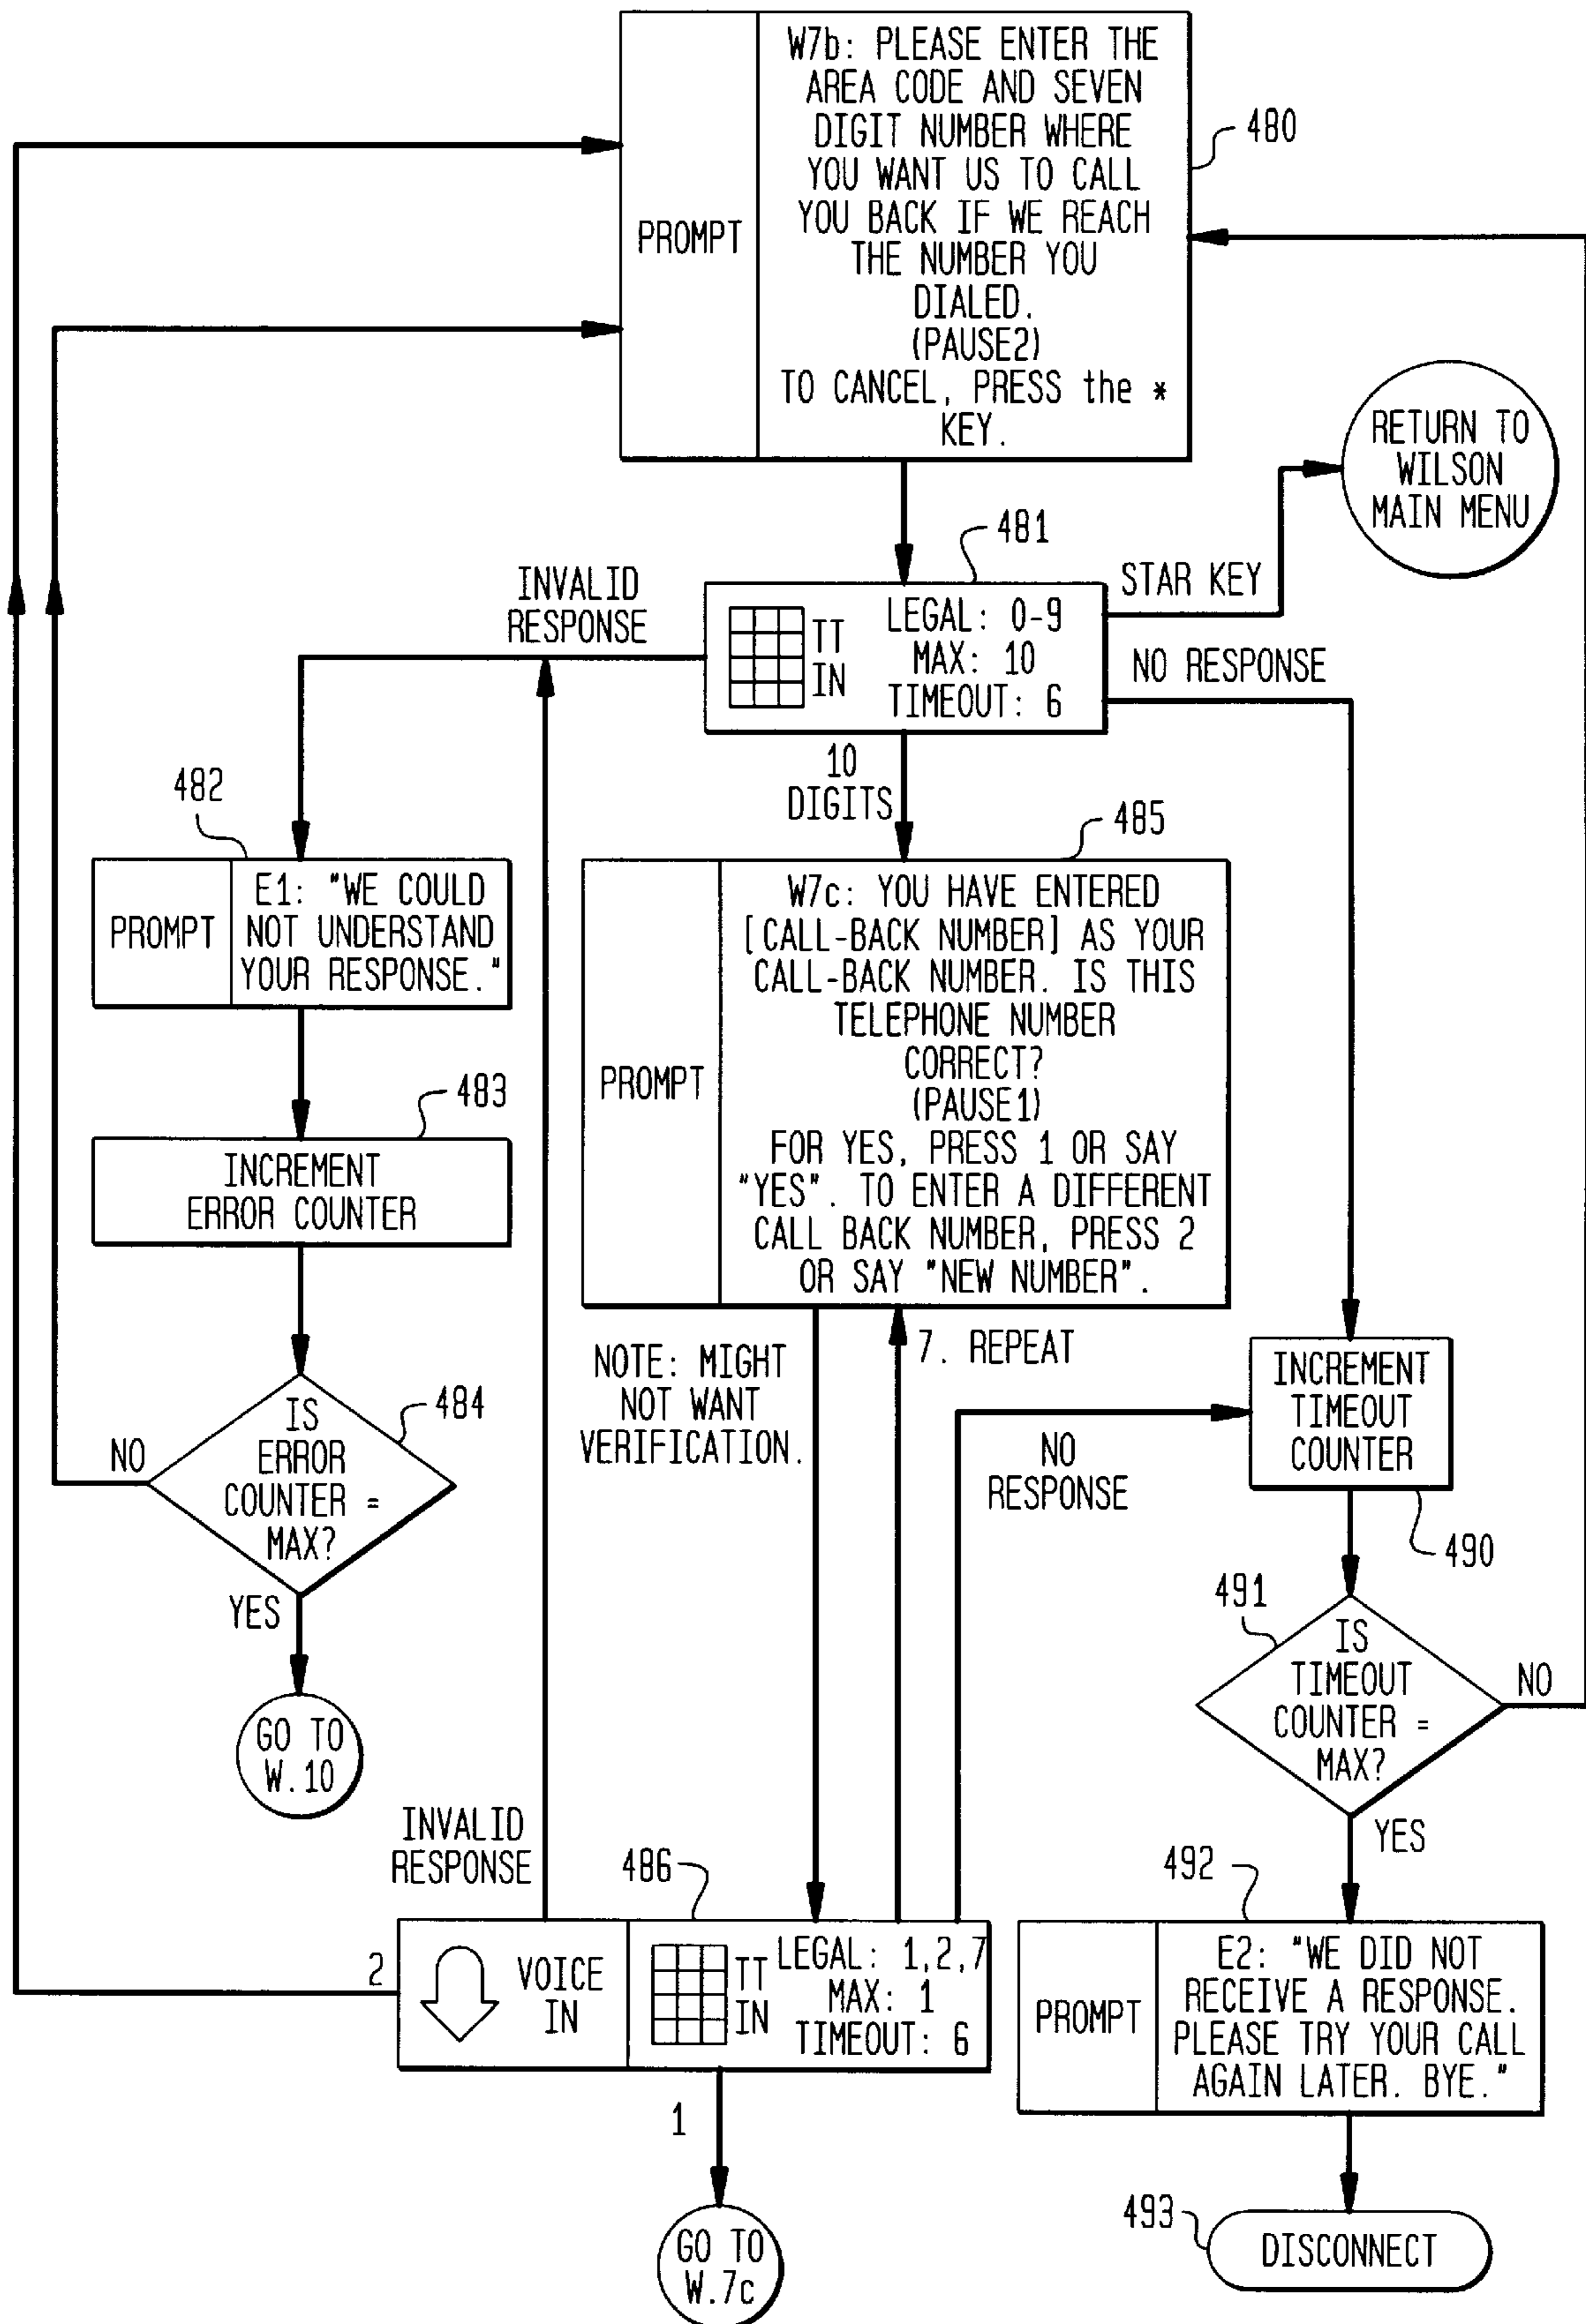 W7b: PLEASE ENTER THE
AREA CODE AND SEVEN
DIGIT NUMBER WHERE
YOU WANT US TO CALL
YOU BACK IF WE REACH
THE NUMBER YOU
DIALED.
(PAUSE2)
TO CANCEL, PRESS the *
KEY.
PROMPT
480
RETURN TO
WILSON
MAIN MENU
481
STAR KEY
INVALID
RESPONSE
TT
IN
LEGAL: 0-9
MAX: 10
TIMEOUT: 6
NO RESPONSE
10
DIGITS
482
PROMPT
E1: "WE COULD
NOT UNDERSTAND
YOUR RESPONSE."
485
PROMPT
W7c: YOU HAVE ENTERED
[CALL-BACK NUMBER] AS YOUR
CALL-BACK NUMBER. IS THIS
TELEPHONE NUMBER
CORRECT?
(PAUSE1)
FOR YES, PRESS 1 OR SAY
"YES". TO ENTER A DIFFERENT
CALL BACK NUMBER, PRESS 2
OR SAY "NEW NUMBER".
483
INCREMENT
ERROR COUNTER
484
IS
ERROR
COUNTER =
MAX?
NO
YES
GO TO
W.10
NOTE: MIGHT
NOT WANT
VERIFICATION.
7. REPEAT
NO
RESPONSE
INCREMENT
TIMEOUT
COUNTER
490
491
IS
TIMEOUT
COUNTER =
MAX?
NO
YES
INVALID
RESPONSE
486
2
VOICE
IN
TT
IN
LEGAL: 1,2,7
MAX: 1
TIMEOUT: 6
1
GO TO
W.7c
492
PROMPT
E2: "WE DID NOT
RECEIVE A RESPONSE.
PLEASE TRY YOUR CALL
AGAIN LATER. BYE."
493
DISCONNECT